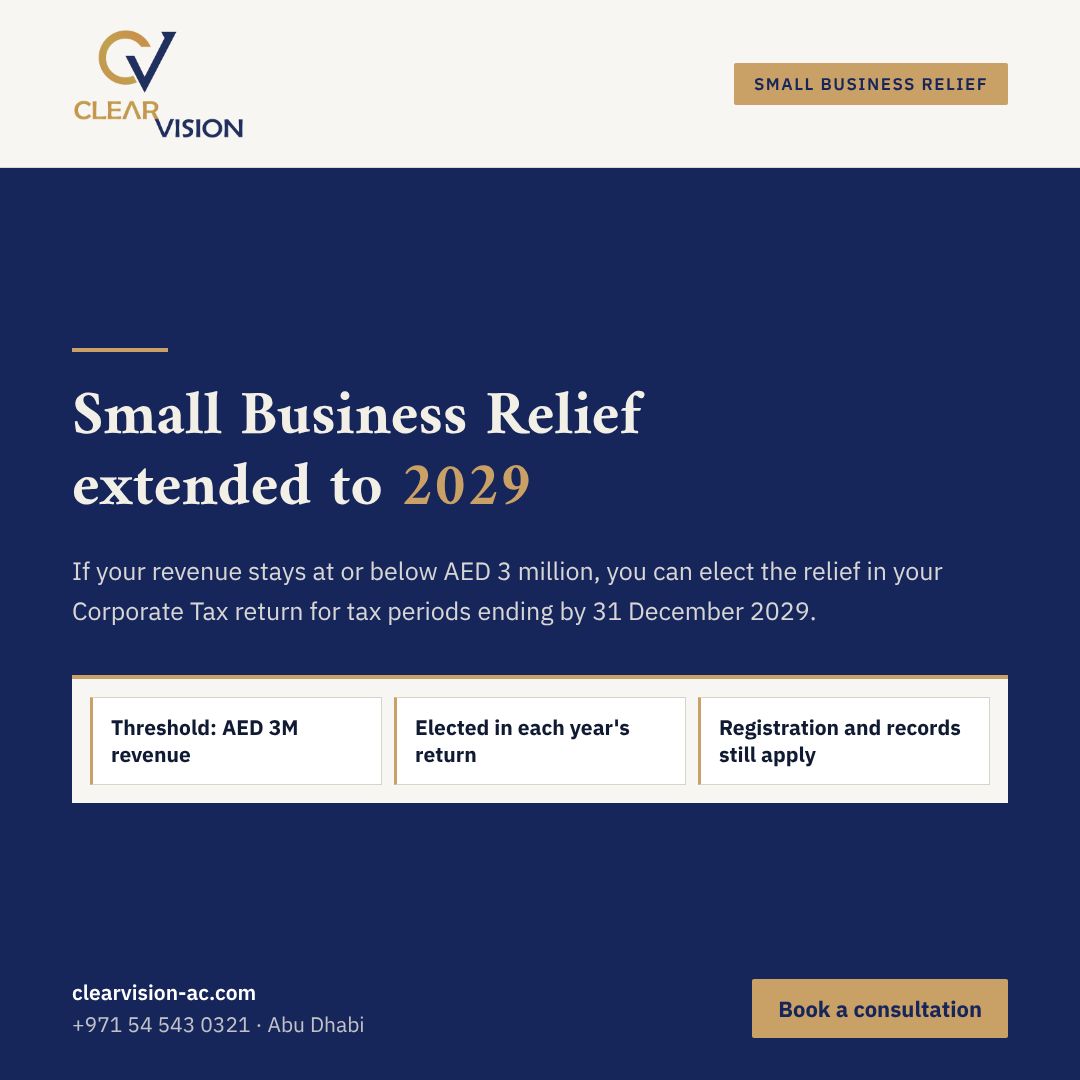 CLEAR
VISION
SMALL BUSINESS RELIEF
Small Business Relief
extended to 2029
If your revenue stays at or below AED 3 million, you can elect the relief in your
Corporate Tax return for tax periods ending by 31 December 2029.
Threshold: AED 3M
revenue
Elected in each year's
return
Registration and records
still apply
clearvision-ac.com
+971 54 543 0321 · Abu Dhabi
Book a consultation